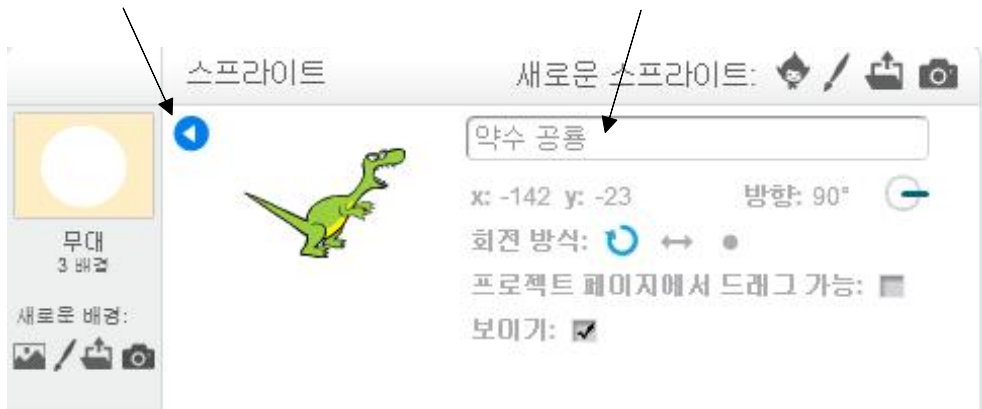 스프라이트 새로운 스프라이트:
약수 공룡
x: -142 y: -23 방향: 90°
회전 방식:
프로젝트 페이지에서 드래그 가능:
보이기:
무대
3 배경
새로운 배경: